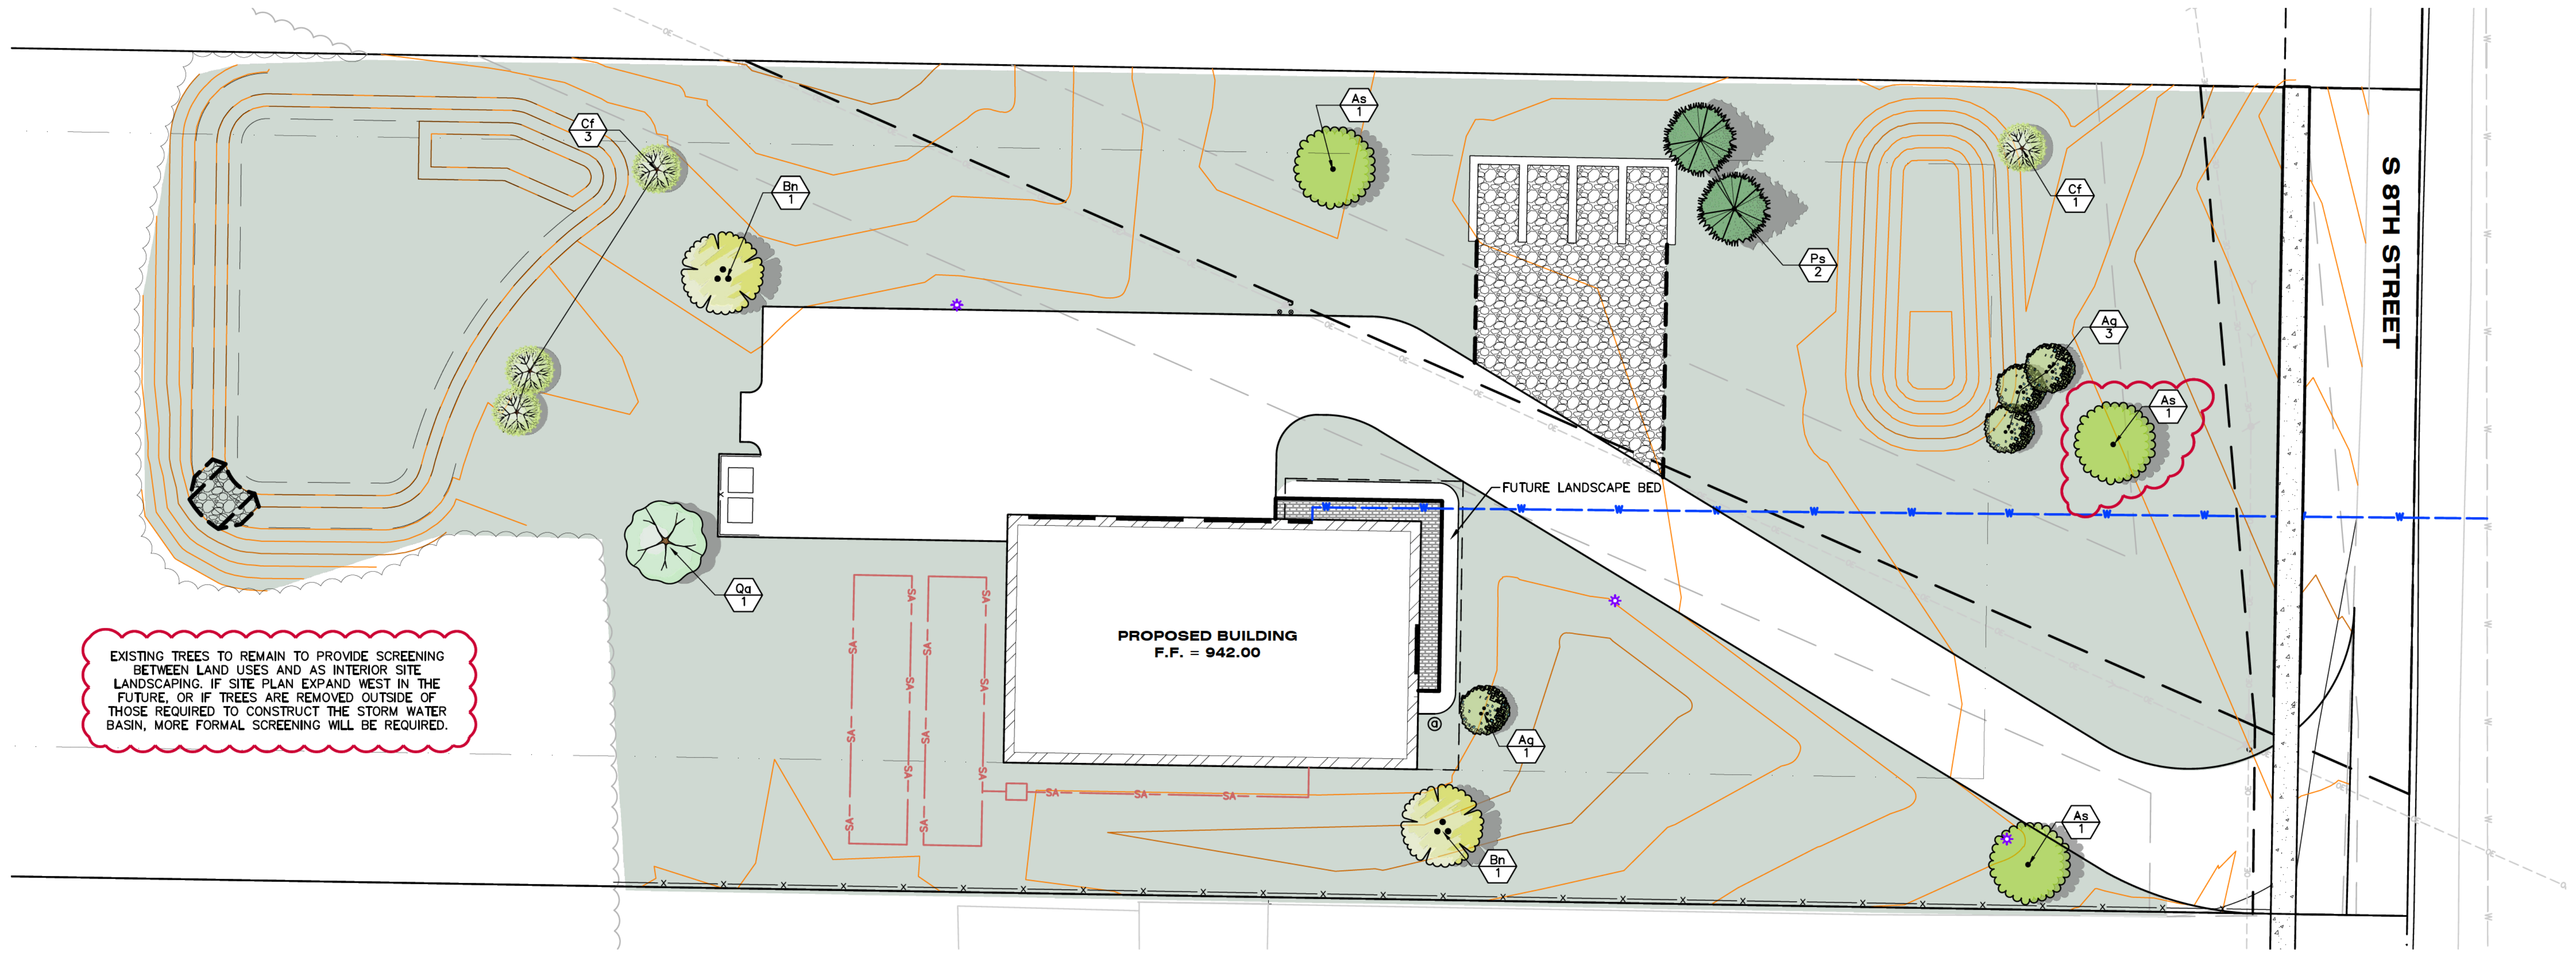 As
1
Cf
3
Bn
1
Cf
1
S 8TH STREET
Ps
2
Ag
3
As
1
FUTURE LANDSCAPE BED
Qa
1
PROPOSED BUILDING
F.F. = 942.00
EXISTING TREES TO REMAIN TO PROVIDE SCREENING
BETWEEN LAND USES AND AS INTERIOR SITE
LANDSCAPING. IF SITE PLAN EXPAND WEST IN THE
FUTURE, OR IF TREES ARE REMOVED OUTSIDE OF
THOSE REQUIRED TO CONSTRUCT THE STORM WATER
BASIN, MORE FORMAL SCREENING WILL BE REQUIRED.
Ag
1
As
1
Bn
1
SA SA SA